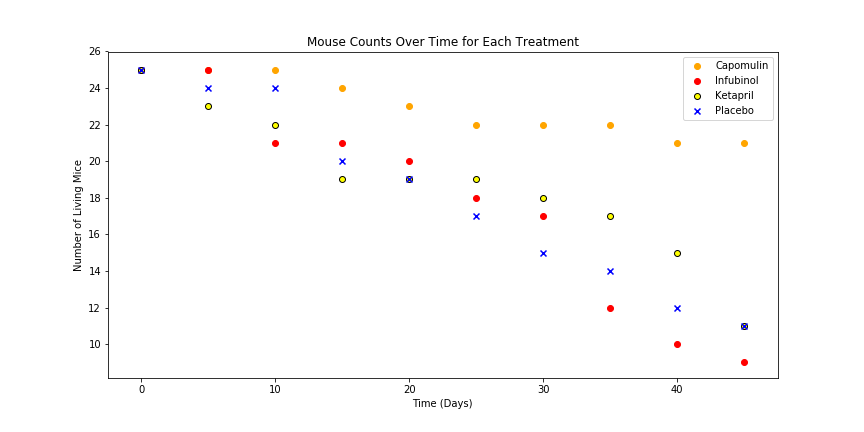 Mouse Counts Over Time for Each Treatment
26
24
22
20
18
16
14
12
10
Number of Living Mice
Capomulin
Infubinol
Ketapril
Placebo
0
10
20
30
40
Time (Days)